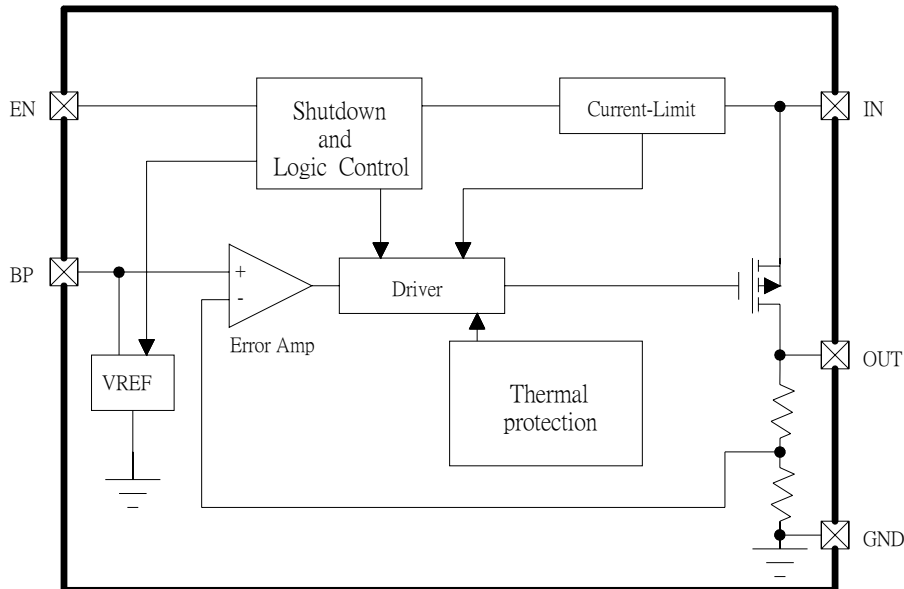 EN
Shutdown
and
Logic Control
Current-Limit
IN
BP
+
-
Driver
Error Amp
VREF
Thermal
protection
OUT
GND